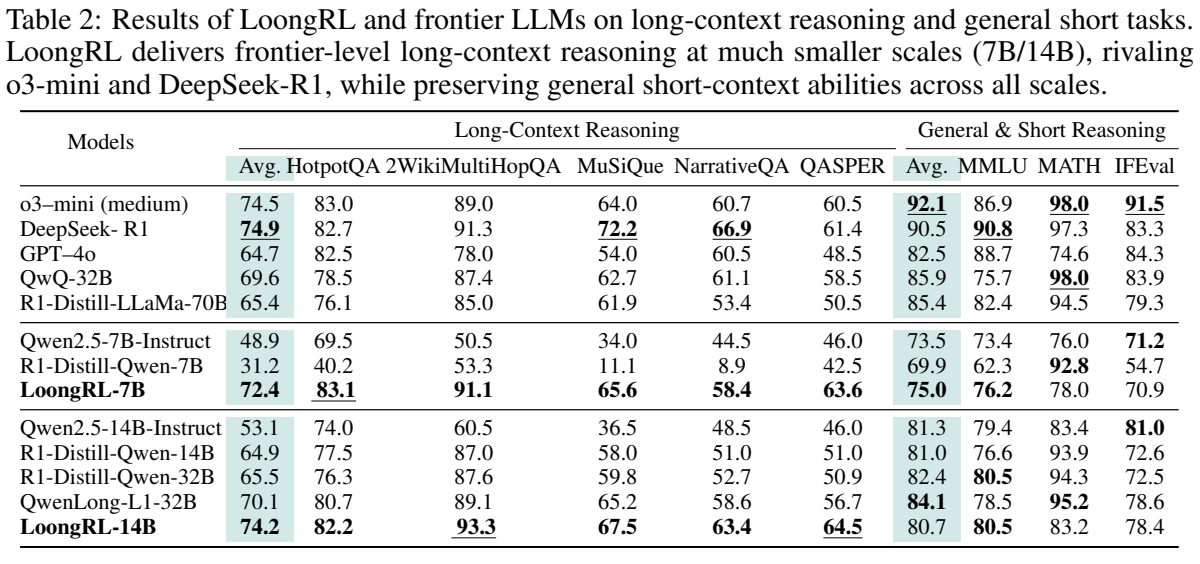 Table 2: Results of LoongRL and frontier LLMs on long-context reasoning and general short tasks.
LoongRL delivers frontier-level long-context reasoning at much smaller scales (7B/14B), rivaling
o3-mini and DeepSeek-R1, while preserving general short-context abilities across all scales.
Models Long-Context Reasoning General & Short Reasoning
Avg. HotpotQA 2WikiMultiHopQA MuSiQue NarrativeQA QASPER Avg. MMLU MATH IFEval
o3–mini (medium) 74.5 83.0 89.0 64.0 60.7 60.5 92.1 86.9 98.0 91.5
DeepSeek- R1 74.9 82.7 91.3 72.2 66.9 61.4 90.5 90.8 97.3 83.3
GPT–4o 64.7 82.5 78.0 54.0 60.5 48.5 82.5 88.7 74.6 84.3
QwQ-32B 69.6 78.5 87.4 62.7 61.1 58.5 85.9 75.7 98.0 83.9
R1-Distill-LLaMa-70B 65.4 76.1 85.0 61.9 53.4 50.5 85.4 82.4 94.5 79.3
Qwen2.5-7B-Instruct 48.9 69.5 50.5 34.0 44.5 46.0 73.5 73.4 76.0 71.2
R1-Distill-Qwen-7B 31.2 40.2 53.3 11.1 8.9 42.5 69.9 62.3 92.8 54.7
LoongRL-7B 72.4 83.1 91.1 65.6 58.4 63.6 75.0 76.2 78.0 70.9
Qwen2.5-14B-Instruct 53.1 74.0 60.5 36.5 48.5 46.0 81.3 79.4 83.4 81.0
R1-Distill-Qwen-14B 64.9 77.5 87.0 58.0 51.0 51.0 81.0 76.6 93.9 72.6
R1-Distill-Qwen-32B 65.5 76.3 87.6 59.8 52.7 50.9 82.4 80.5 94.3 72.5
QwenLong-L1-32B 70.1 80.7 89.1 65.2 58.6 56.7 84.1 78.5 95.2 78.6
LoongRL-14B 74.2 82.2 93.3 67.5 63.4 64.5 80.7 80.5 83.2 78.4